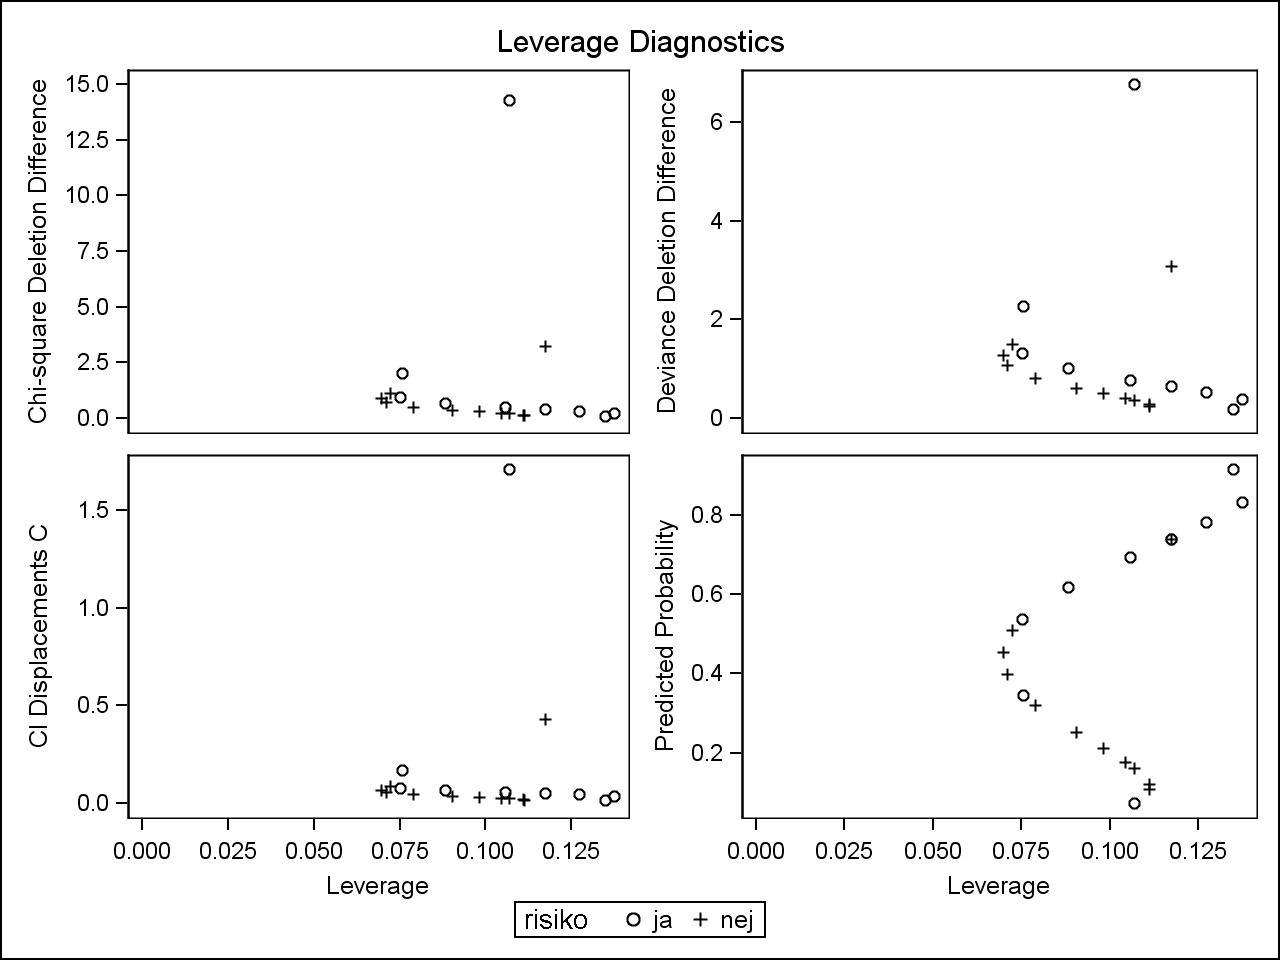 Leverage Diagnostics
Chi-square Deletion Difference
15.0
12.5
10.0
7.5
5.0
2.5
0.0
Deviance Deletion Difference
6
4
2
0
CI Displacements C
1.5
1.0
0.5
0.0
0.000 0.025 0.050 0.075 0.100 0.125
Leverage
Predicted Probability
0.8
0.6
0.4
0.2
0.000 0.025 0.050 0.075 0.100 0.125
Leverage
risiko ja nej